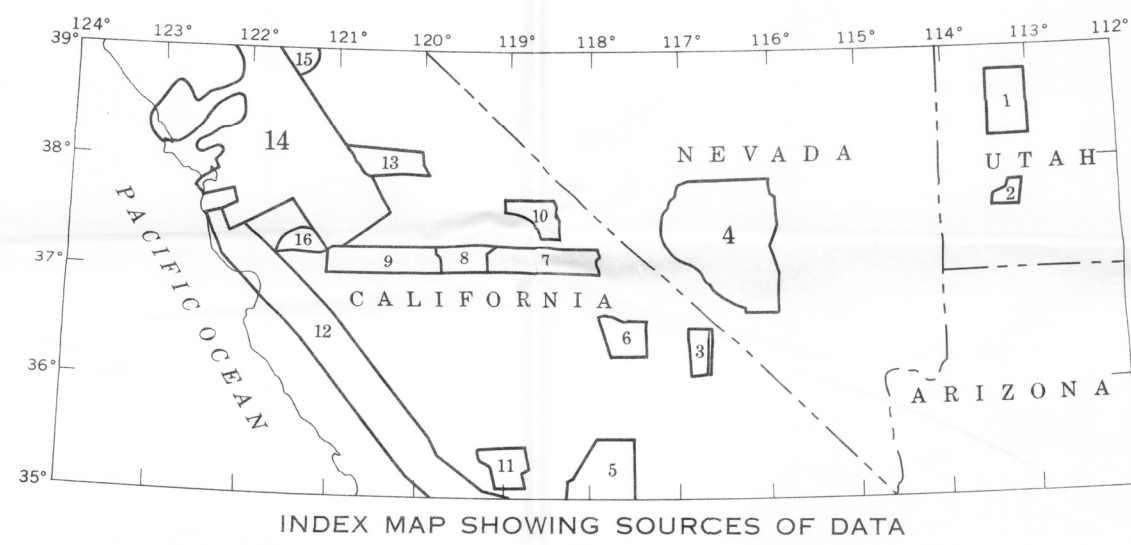 124° 123° 122° 121° 120° 119° 118° 117° 116° 115° 114° 113° 112°
39°
15
1
14
38°
13
NEVADA
UTAH
2
10
4
16
37°
9 8 7
PACIFIC OCEAN
CALIFORNIA
12
6
3
36°
ARIZONA
35°
11
5
INDEX MAP SHOWING SOURCES OF DATA